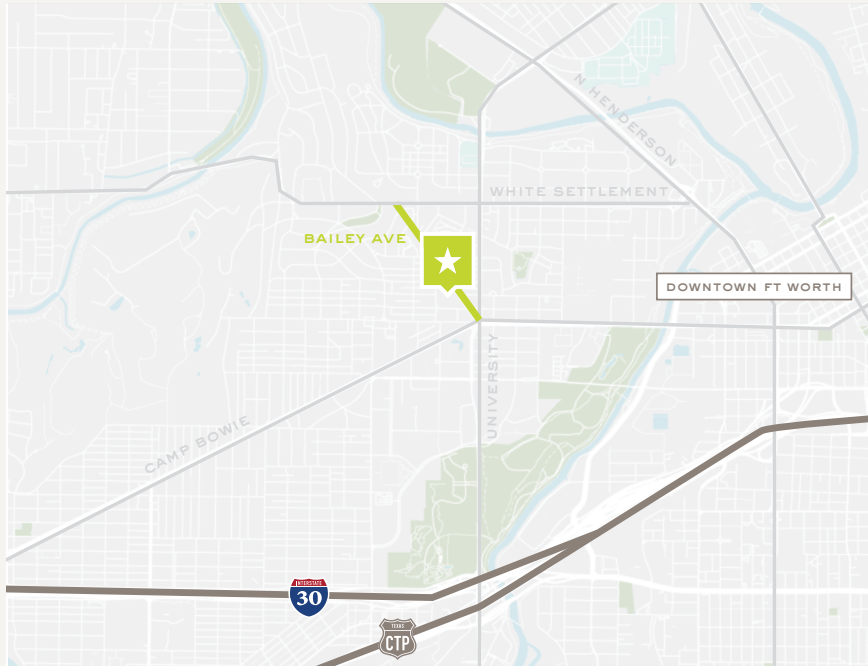 N HENDERSON
WHITE SETTLEMENT
BAILEY AVE
DOWNTOWN FT WORTH
UNIVERSITY
CAMP BOWIE
INTERSTATE
30
TEXAS
CTP